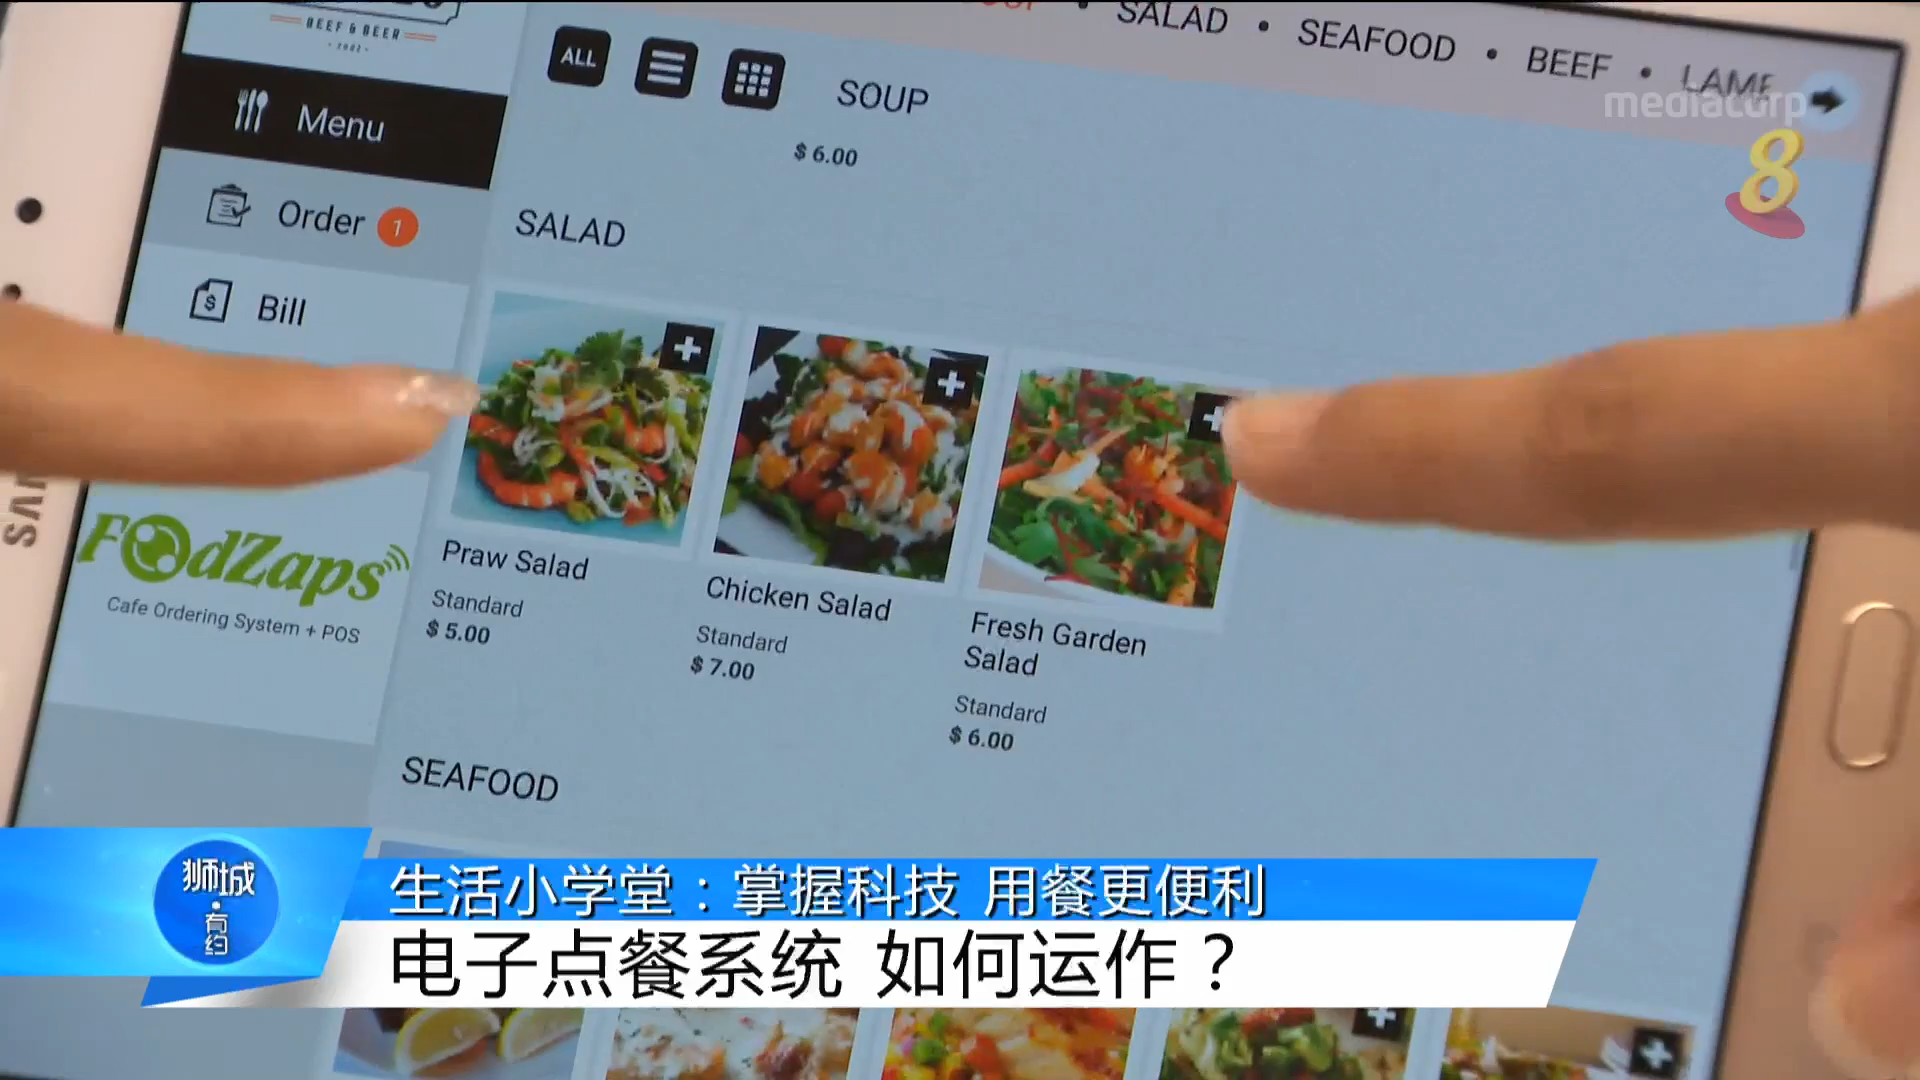 BEEF & BEER
SALAD • SEAFOOD • BEEF •
mediacorp
8
ALL
SOUP
$ 6.00
Menu
Order 1
Bill
SALAD
Praw Salad
Standard
$ 5.00
Chicken Salad
Standard
$ 7.00
Fresh Garden
Salad
Standard
$ 6.00
FoodZaps
Cafe Ordering System + POS
SEAFOOD
狮城有约
生活小学堂：掌握科技 用餐更便利
电子点餐系统 如何运作？